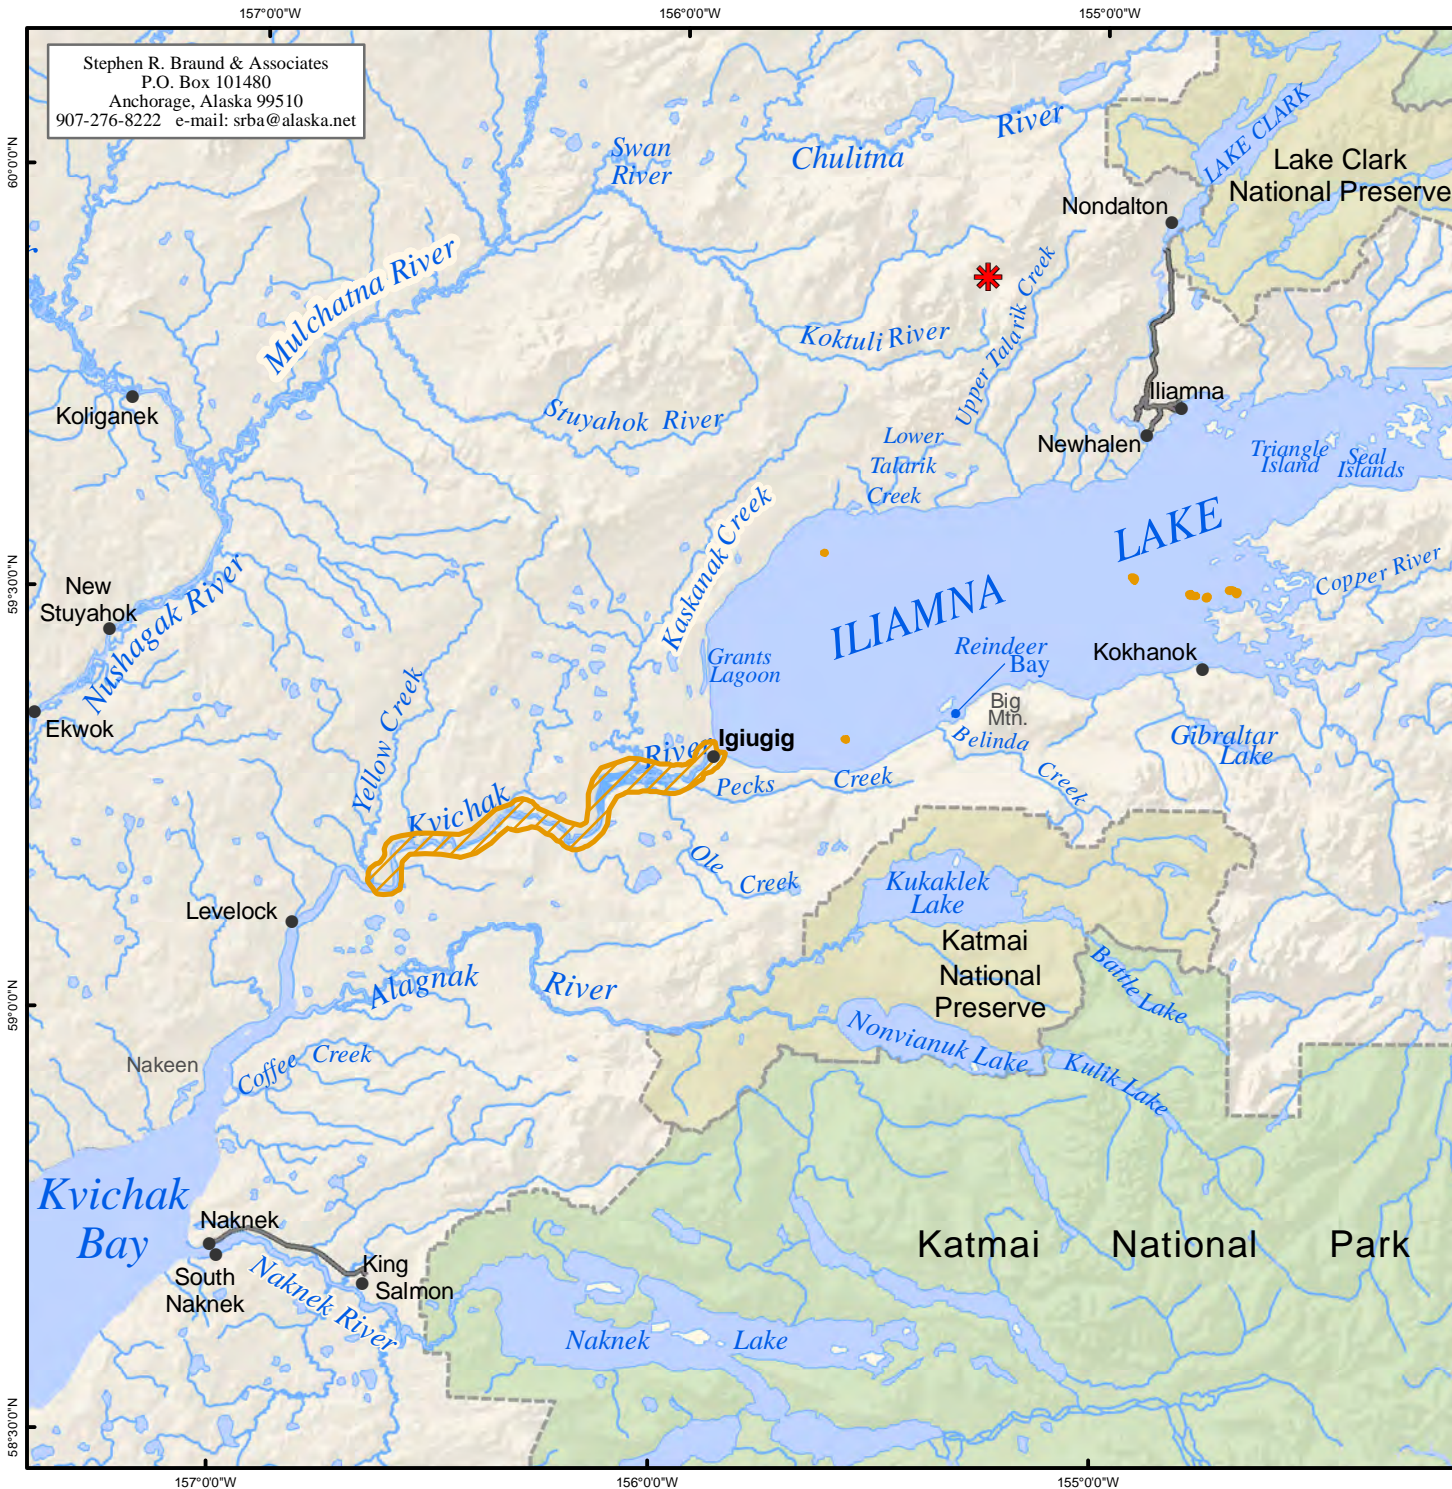 157°0'0"W
156°0'0"W
155°0'0"W
Stephen R. Braund & Associates
P.O. Box 101480
Anchorage, Alaska 99510
907-276-8222 e-mail: srba@alaska.net
60°0'0"N
59°30'0"N
59°0'0"N
58°30'0"N
Swan
River
Chulitna
River
LAKE CLARK
Lake Clark
National Preserve
Nondalton
Mulchatna River
Koktuli River
Upper Talarik Creek
Koliganek
Stuyahok River
Iliamna
Newhalen
Lower
Talarik
Creek
Triangle
Island
Seal
Islands
Kaskanak Creek
ILIAMNA
LAKE
Copper River
New
Stuyahok
Nushagak River
Ekwok
Grants
Lagoon
Reindeer
Bay
Kokhanok
Big
Mtn.
Belinda
Creek
Gibraltar
Lake
Yellow Creek
Igiugig
Kvichak
River
Pecks
Creek
Ole
Creek
Levelock
Kukaklek
Lake
Katmai
National
Preserve
Battle Lake
Alagnak
River
Nonvianuk Lake
Kulik Lake
Nakeen
Coffee Creek
Kvichak
Bay
Naknek
South
Naknek
King
Salmon
Naknek River
Naknek
Lake
Katmai National Park
157°0'0"W
156°0'0"W
155°0'0"W